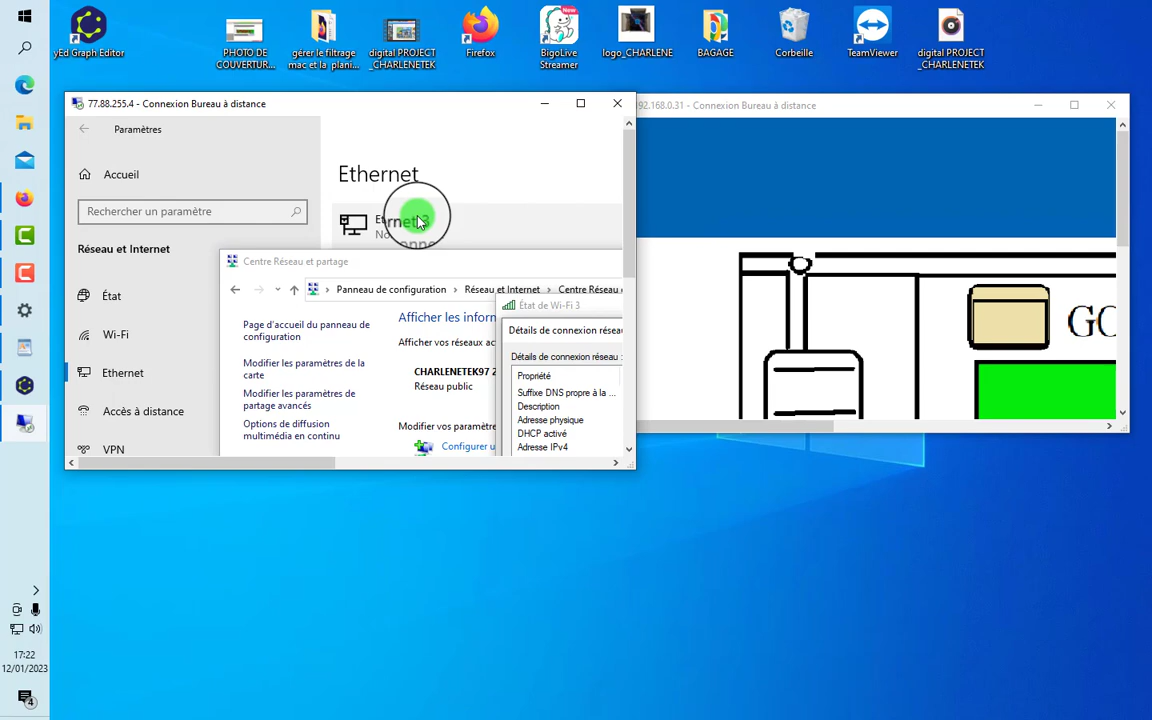 yEd Graph Editor
PHOTO DE
COUVERTUR...
gérer le filtrage
mac et la plani...
digital PROJECT
_CHARLENETEK
Firefox
BigoLive
Streamer
logo_CHARLENE
BAGAGE
Corbeille
TeamViewer
digital PROJECT
_CHARLENETEK
77.88.255.4 - Connexion Bureau à distance
92.168.0.31 - Connexion Bureau à distance
Paramètres
Accueil
Rechercher un paramètre
Réseau et Internet
État
Wi-Fi
Ethernet
Accès à distance
VPN
Ethernet
Centre Réseau et partage
Panneau de configuration
Réseau et Internet
Centre Réseau
Page d'accueil du panneau de
configuration
Modifier les paramètres de la
carte
Modifier les paramètres de
partage avancés
Options de diffusion
multimédia en continu
Afficher les inforn
Afficher vos réseaux ac
CHARLENETEK97 2
Réseau public
Modifier vos paramètre
Configurer u
État de Wi-Fi 3
Détails de connexion résea
Détails de connexion réseau :
Propriété
Suffixe DNS propre à la ...
Description
Adresse physique
DHCP activé
Adresse IPv4
GO
17:22
12/01/2023
4